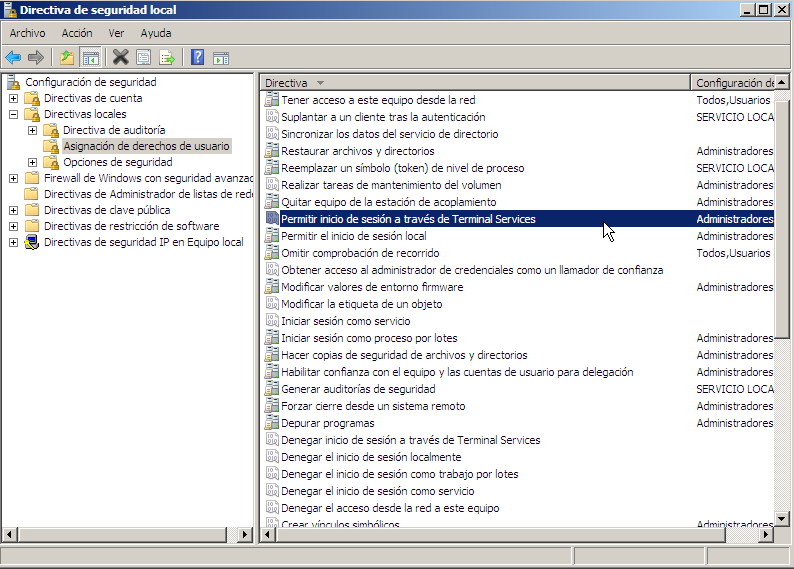 Directiva de seguridad local
Archivo Acción Ver Ayuda
Configuración de seguridad
Directivas de cuenta
Directivas locales
Directiva de auditoría
Asignación de derechos de usuario
Opciones de seguridad
Firewall de Windows con seguridad avanzad
Directivas de Administrador de listas de rede
Directivas de clave pública
Directivas de restricción de software
Directivas de seguridad IP en Equipo local
Directiva Configuración de
Tener acceso a este equipo desde la red Todos,Usuarios
Suplantar a un cliente tras la autenticación SERVICIO LOCA
Sincronizar los datos del servicio de directorio
Restaurar archivos y directorios Administradores
Reemplazar un símbolo (token) de nivel de proceso SERVICIO LOCA
Realizar tareas de mantenimiento del volumen Administradores
Quitar equipo de la estación de acoplamiento Administradores
Permitir inicio de sesión a través de Terminal Services Administradores
Permitir el inicio de sesión local Administradores
Omitir comprobación de recorrido Todos,Usuarios
Obtener acceso al administrador de credenciales como un llamador de confianza
Modificar valores de entorno firmware Administradores
Modificar la etiqueta de un objeto
Iniciar sesión como servicio
Iniciar sesión como proceso por lotes Administradores
Hacer copias de seguridad de archivos y directorios Administradores
Habilitar confianza con el equipo y las cuentas de usuario para delegación Administradores
Generar auditorías de seguridad SERVICIO LOCA
Forzar cierre desde un sistema remoto Administradores
Depurar programas Administradores
Denegar inicio de sesión a través de Terminal Services
Denegar el inicio de sesión localmente
Denegar el inicio de sesión como trabajo por lotes
Denegar el inicio de sesión como servicio
Denegar el acceso desde la red a este equipo
Crear vínculos simbólicos Administradores